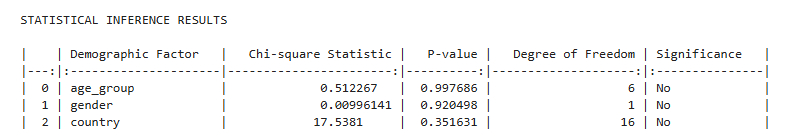 STATISTICAL INFERENCE RESULTS
|    | Demographic Factor   |   Chi-square Statistic |   P-value |   Degree of Freedom | Significance   |
|---:|:---------------------|-----------------------:|----------:|--------------------:|:---------------|
|  0 | age_group            |             0.512267   |  0.997686 |                   6 | No             |
|  1 | gender               |             0.00996141 |  0.920498 |                   1 | No             |
|  2 | country              |            17.5381     |  0.351631 |                  16 | No             |